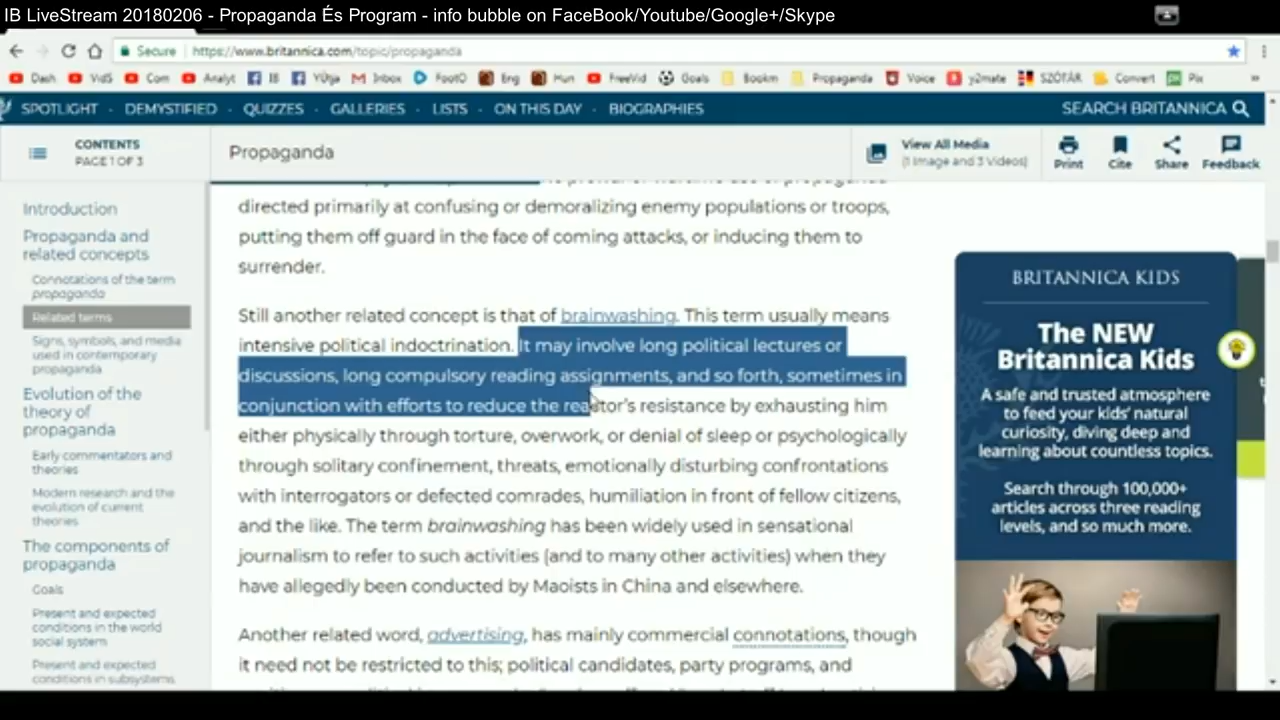 IB LiveStream 20180206 - Propaganda És Program - info bubble on FaceBook/Youtube/Google+/Skype
Secure https://www.britannica.com/topic/propaganda
Dash VidS Com Analyt IB YÚtja Inbox FootO Eng Hun FreeVid Goals Bookm Propaganda Voice y2mate SZÓTÁR Convert Pix »
SPOTLIGHT · DEMYSTIFIED · QUIZZES · GALLERIES · LISTS · ON THIS DAY · BIOGRAPHIES SEARCH BRITANNICA
CONTENTS
PAGE 1 OF 3
Propaganda
View All Media
(1 Image and 3 Videos)
Print Cite Share Feedback
Introduction
Propaganda and
related concepts
Connotations of the term
propaganda
Related terms
Signs, symbols, and media
used in contemporary
propaganda
Evolution of the
theory of
propaganda
Early commentators and
theories
Modern research and the
evolution of current
theories
The components of
propaganda
Goals
Present and expected
conditions in the world
social system
Present and expected
conditions in subsystems
directed primarily at confusing or demoralizing enemy populations or troops,
putting them off guard in the face of coming attacks, or inducing them to
surrender.
Still another related concept is that of brainwashing. This term usually means
intensive political indoctrination. It may involve long political lectures or
discussions, long compulsory reading assignments, and so forth, sometimes in
conjunction with efforts to reduce the reactor's resistance by exhausting him
either physically through torture, overwork, or denial of sleep or psychologically
through solitary confinement, threats, emotionally disturbing confrontations
with interrogators or defected comrades, humiliation in front of fellow citizens,
and the like. The term brainwashing has been widely used in sensational
journalism to refer to such activities (and to many other activities) when they
have allegedly been conducted by Maoists in China and elsewhere.
Another related word, advertising, has mainly commercial connotations, though
it need not be restricted to this; political candidates, party programs, and
BRITANNICA KIDS
The NEW
Britannica Kids
A safe and trusted atmosphere
to feed your kids' natural
curiosity, diving deep and
learning about countless topics.
Search through 100,000+
articles across three reading
levels, and so much more.